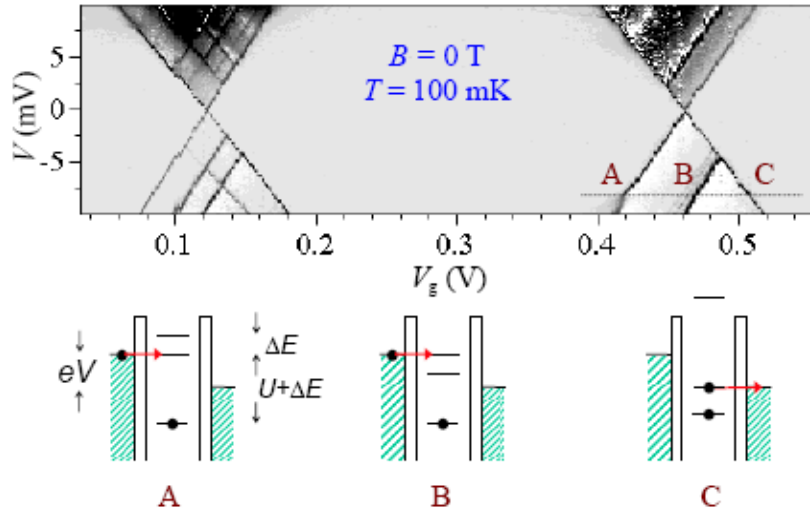 B = 0 T
T = 100 mK
V (mV)
5
0
-5
A B C
0.1 0.2 0.3 0.4 0.5
Vg (V)
eV
ΔE
U+ΔE
A B C